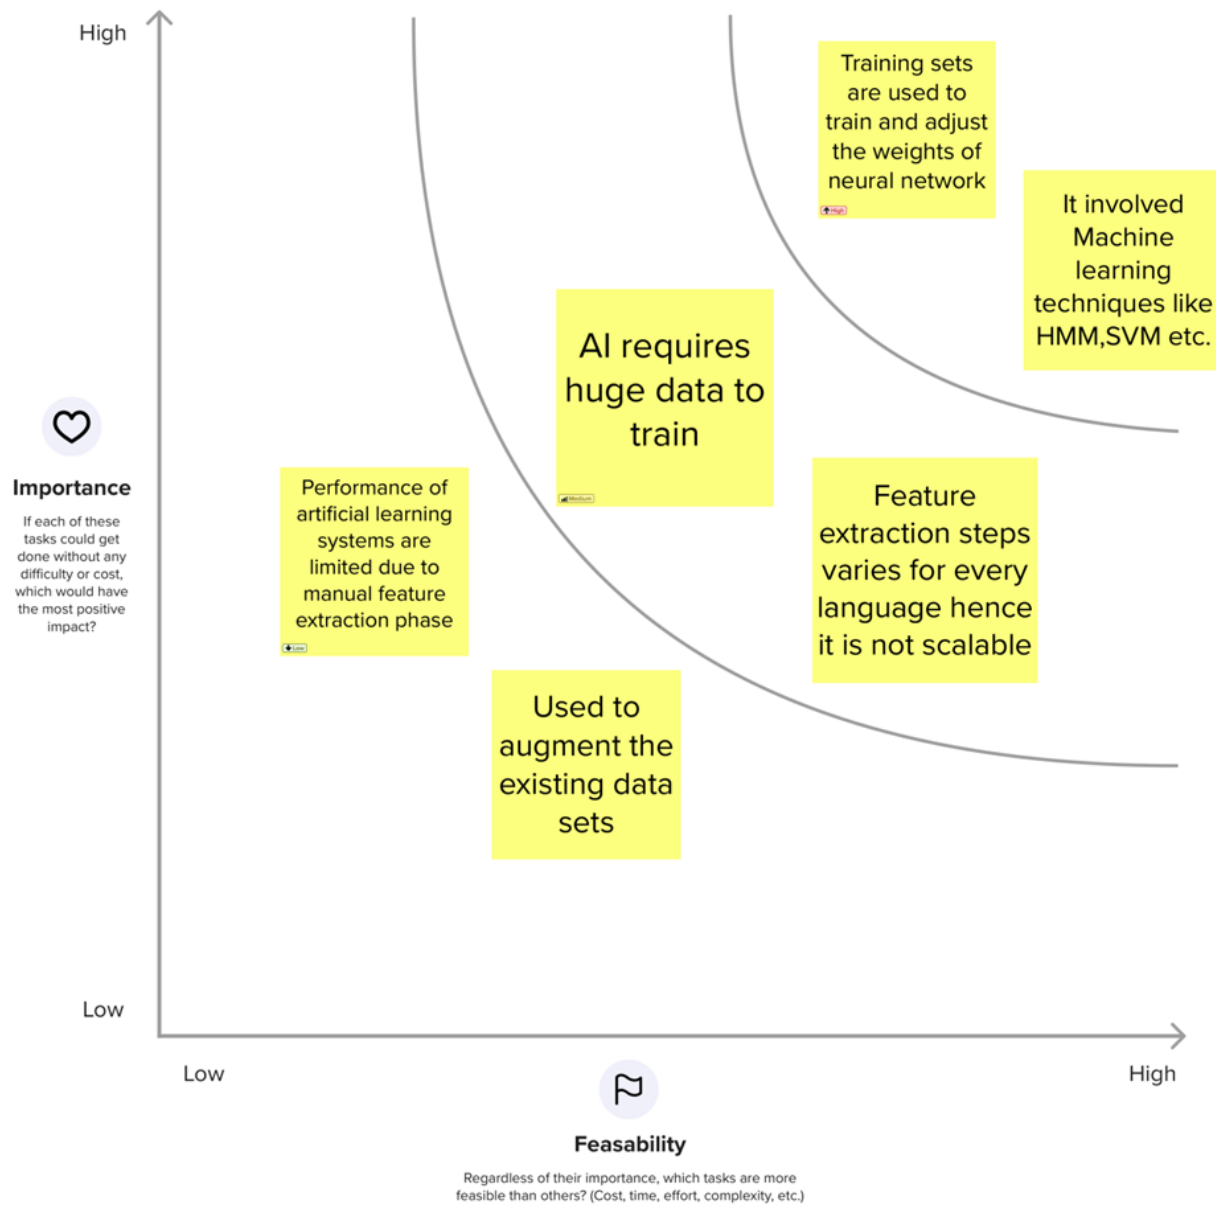 High
Training sets
are used to
train and adjust
the weights of
neural network
High
It involved
Machine
learning
techniques like
HMM,SVM etc.
AI requires
huge data to
train
Medium
Importance
If each of these
tasks could get
done without any
difficulty or cost,
which would have
the most positive
impact?
Performance of
artificial learning
systems are
limited due to
manual feature
extraction phase
Low
Feature
extraction steps
varies for every
language hence
it is not scalable
Used to
augment the
existing data
sets
Low
Low
High
Feasability
Regardless of their importance, which tasks are more
feasible than others? (Cost, time, effort, complexity, etc.)